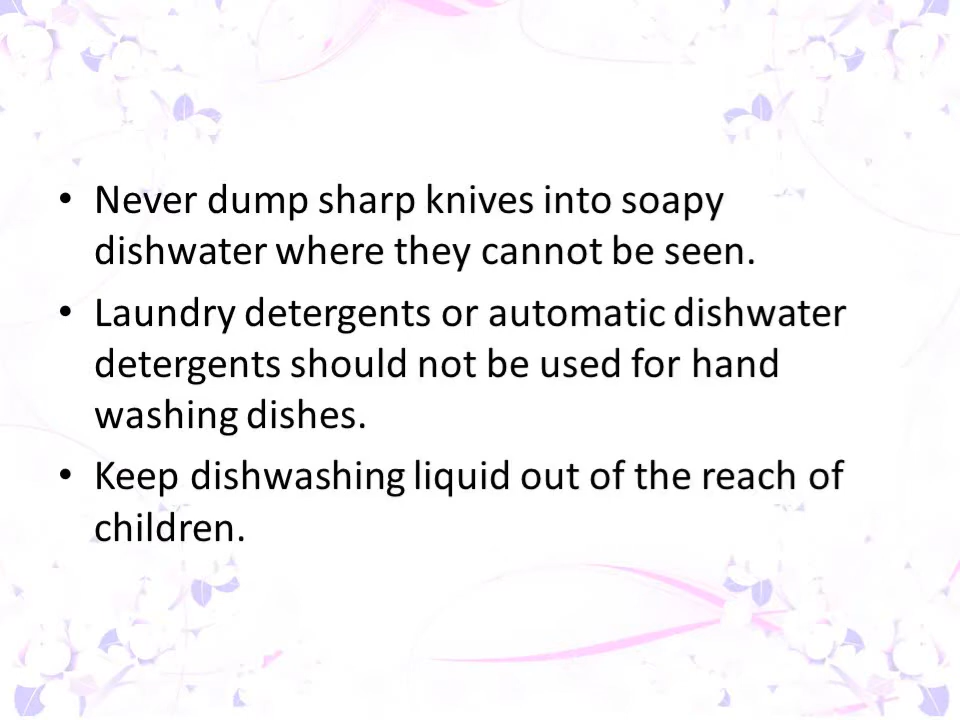 • Never dump sharp knives into soapy
dishwater where they cannot be seen.
• Laundry detergents or automatic dishwater
detergents should not be used for hand
washing dishes.
• Keep dishwashing liquid out of the reach of
children.